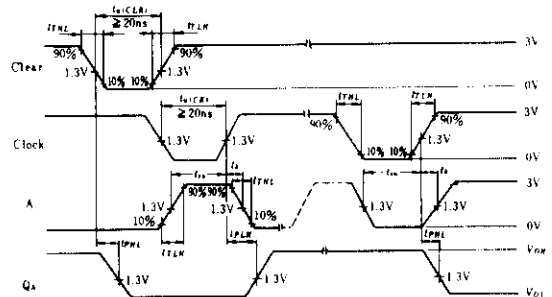 tw(CLR)
≧20ns
tTHL
tTLH
90%
90%
3V
Clear
1.3V
10%
10%
1.3V
0V
tw(CK)
≧20ns
tTHL
tTLH
3V
90%
90%
Clock
1.3V
1.3V
10%
10%
1.3V
0V
tsu
th
tTHL
tsu
th
3V
A
1.3V
90%
90%
1.3V
1.3V
1.3V
10%
10%
0V
tPHL
tTLH
tPLH
tPHL
VOH
QA
1.3V
1.3V
1.3V
VOL